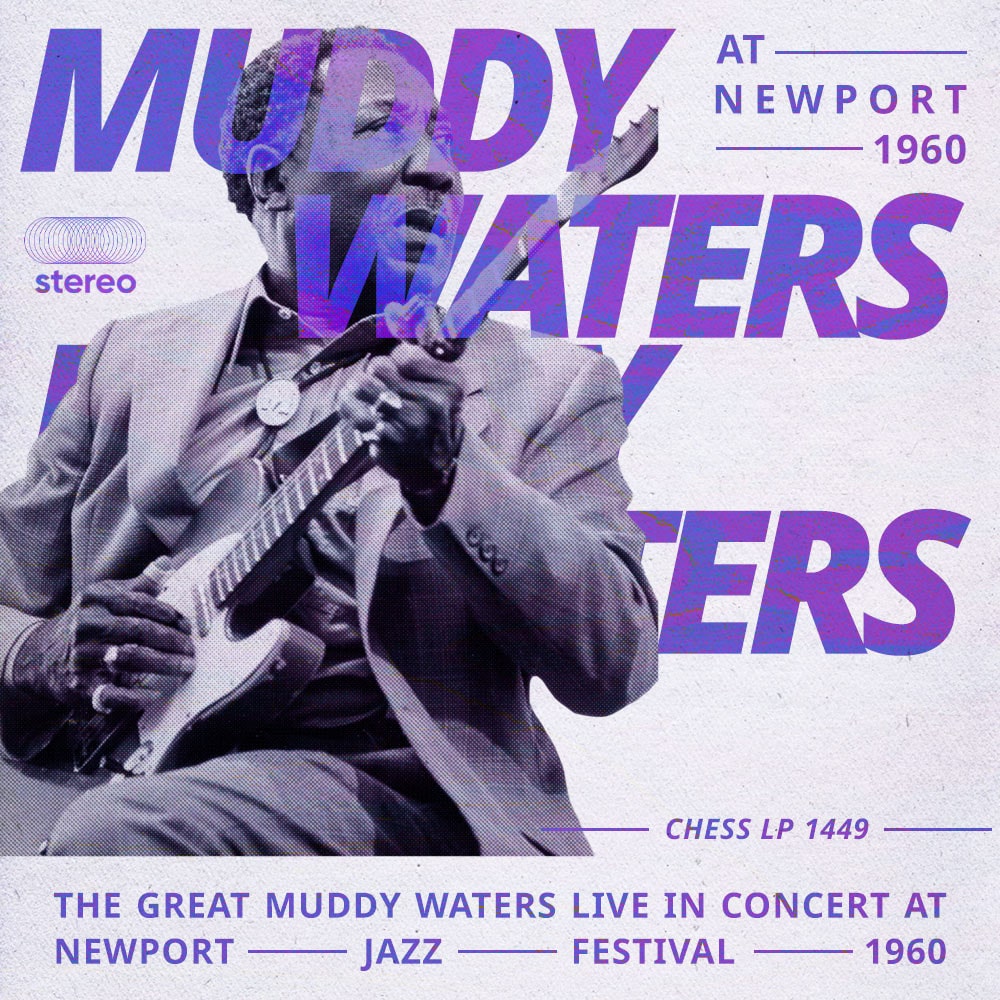 MUDDY
AT
NEWPORT
1960
WATERS
stereo
TERS
CHESS LP 1449
THE GREAT MUDDY WATERS LIVE IN CONCERT AT
NEWPORT JAZZ FESTIVAL 1960